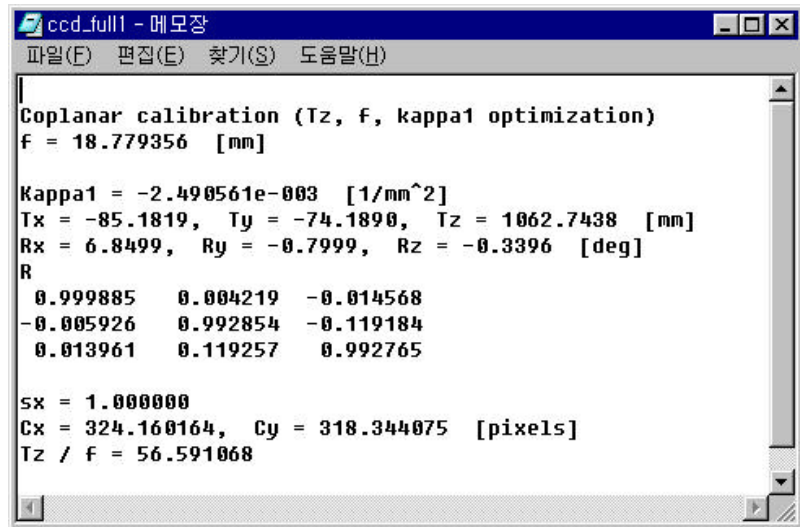 ccd_full1 - 메모장
파일(F) 편집(E) 찾기(S) 도움말(H)
Coplanar calibration (Tz, f, kappa1 optimization)
f = 18.779356 [mm]
Kappa1 = -2.490561e-003 [1/mm^2]
Tx = -85.1819, Ty = -74.1890, Tz = 1062.7438 [mm]
Rx = 6.8499, Ry = -0.7999, Rz = -0.3396 [deg]
R
0.999885 0.004219 -0.014568
-0.005926 0.992854 -0.119184
0.013961 0.119257 0.992765
sx = 1.000000
Cx = 324.160164, Cy = 318.344075 [pixels]
Tz / f = 56.591068